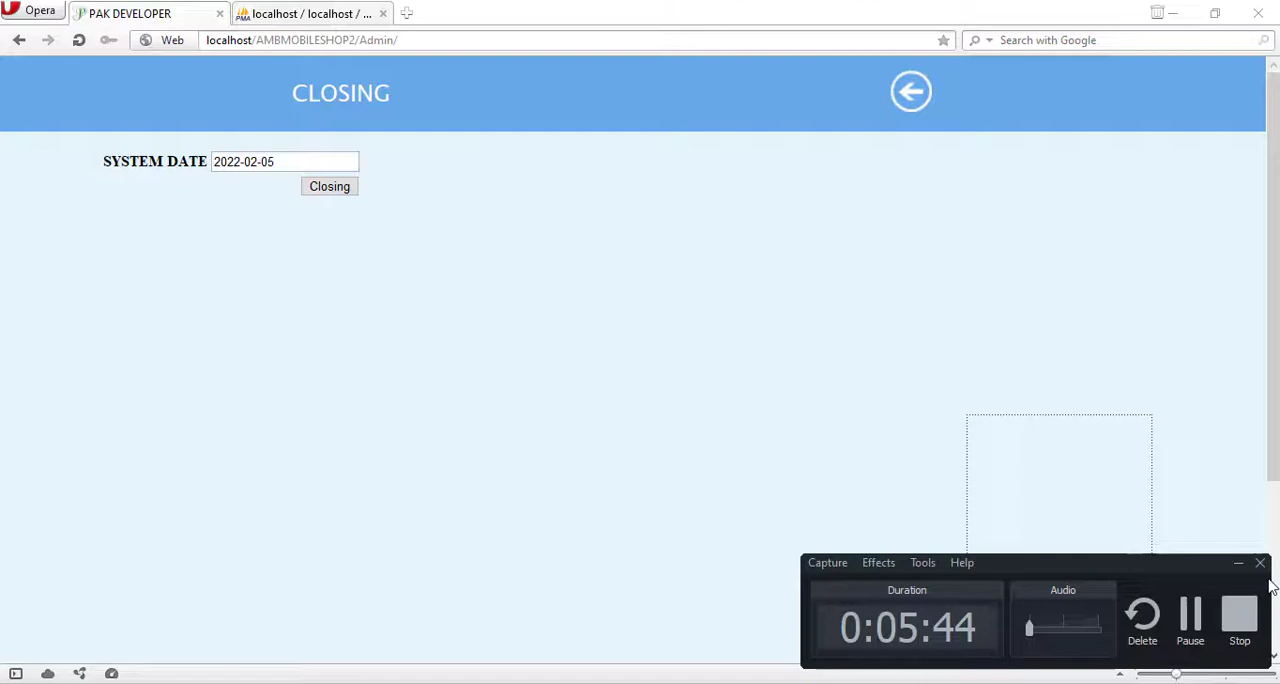 Opera
PAK DEVELOPER
localhost / localhost / ...
Web
localhost/AMBMOBILESHOP2/Admin/
Search with Google
CLOSING
SYSTEM DATE 2022-02-05
Closing
Capture Effects Tools Help
Duration
Audio
0:05:44
Delete Pause Stop